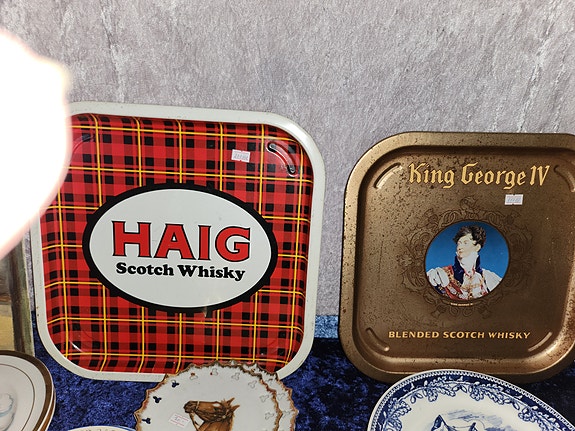 HAIG
Scotch Whisky
King George IV
BLENDED SCOTCH WHISKY